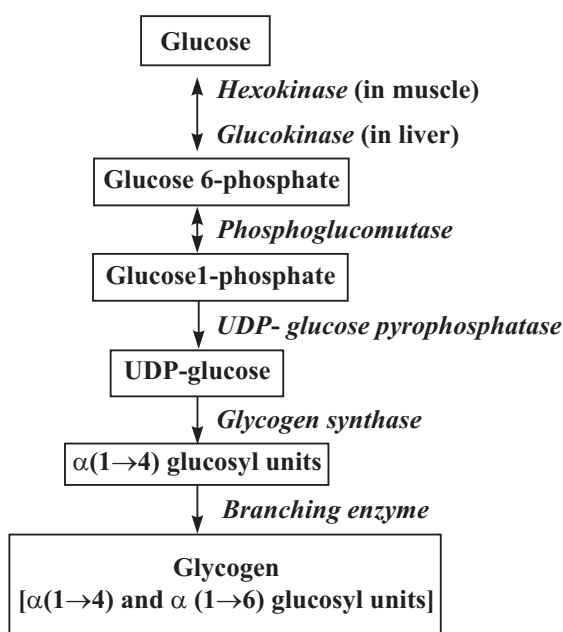 Glucose
Hexokinase (in muscle)
Glucokinase (in liver)
Glucose 6-phosphate
Phosphoglucomutase
Glucose1-phosphate
UDP- glucose pyrophosphatase
UDP-glucose
Glycogen synthase
α(1→4) glucosyl units
Branching enzyme
Glycogen
[α(1→4) and α (1→6) glucosyl units]